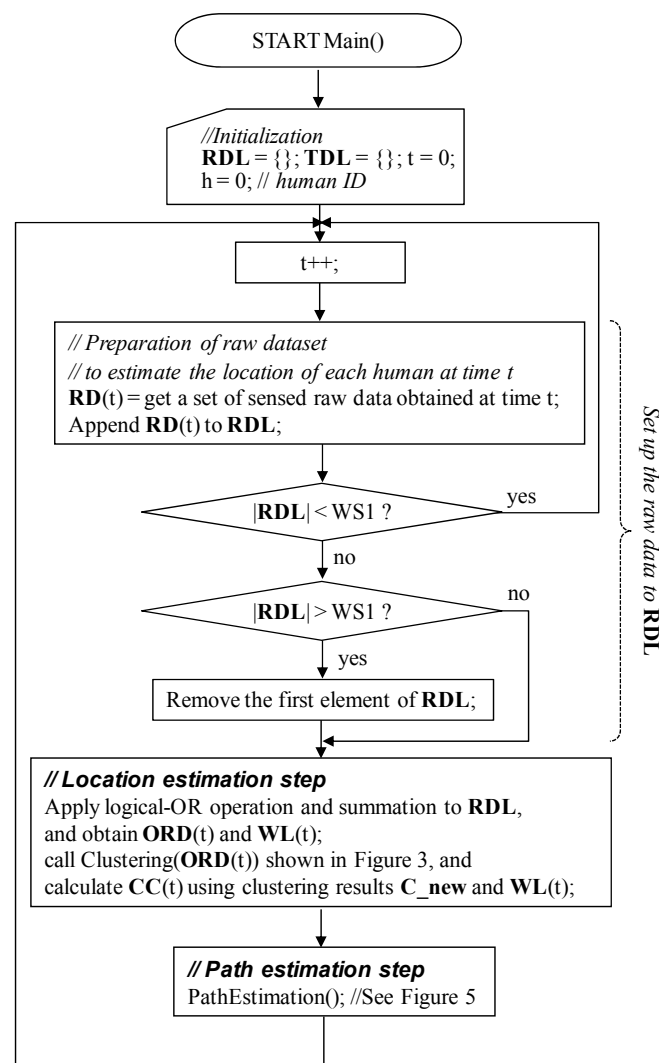 START Main()
//Initialization
RDL = {}; TDL = {}; t = 0;
h = 0; // human ID
t++;
// Preparation of raw dataset
// to estimate the location of each human at time t
RD(t) = get a set of sensed raw data obtained at time t;
Append RD(t) to RDL;
|RDL| < WS1 ?
yes
no
|RDL| > WS1 ?
no
yes
Remove the first element of RDL;
Set up the raw data to RDL
// Location estimation step
Apply logical-OR operation and summation to RDL,
and obtain ORD(t) and WL(t);
call Clustering(ORD(t)) shown in Figure 3, and
calculate CC(t) using clustering results C_new and WL(t);
// Path estimation step
PathEstimation(); //See Figure 5